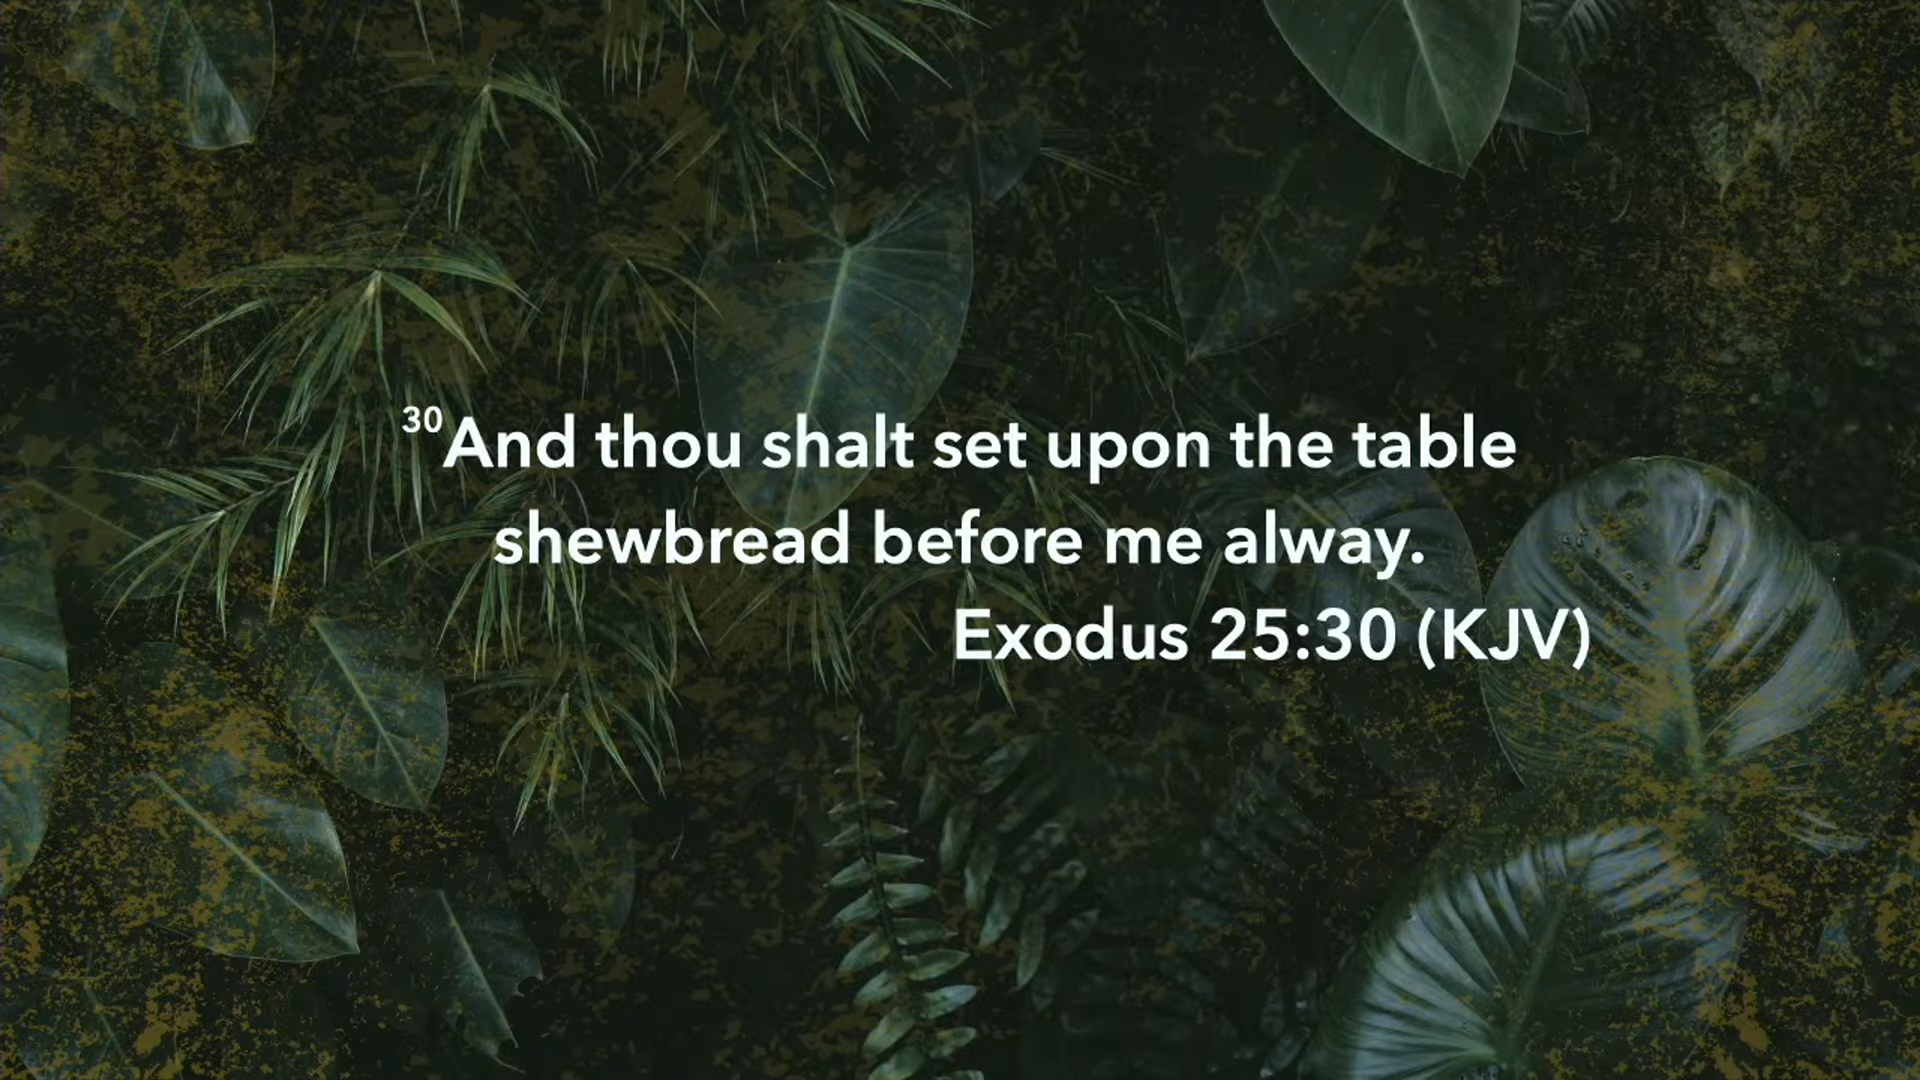 30And thou shalt set upon the table
shewbread before me alway.
Exodus 25:30 (KJV)